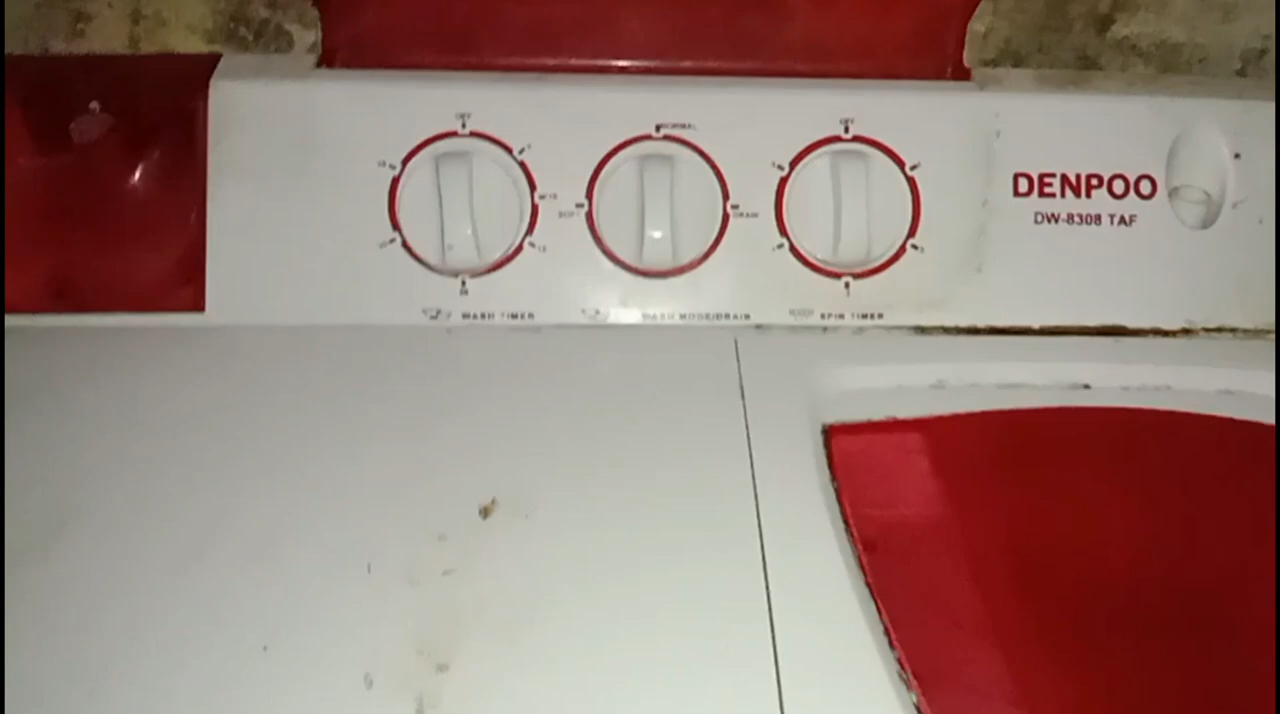 OFF
NORMAL
OFF
SOFT
DRAIN
DENPOO
DW-8308 TAF
WASH TIMER
WASH MODE/DRAIN
SPIN TIMER